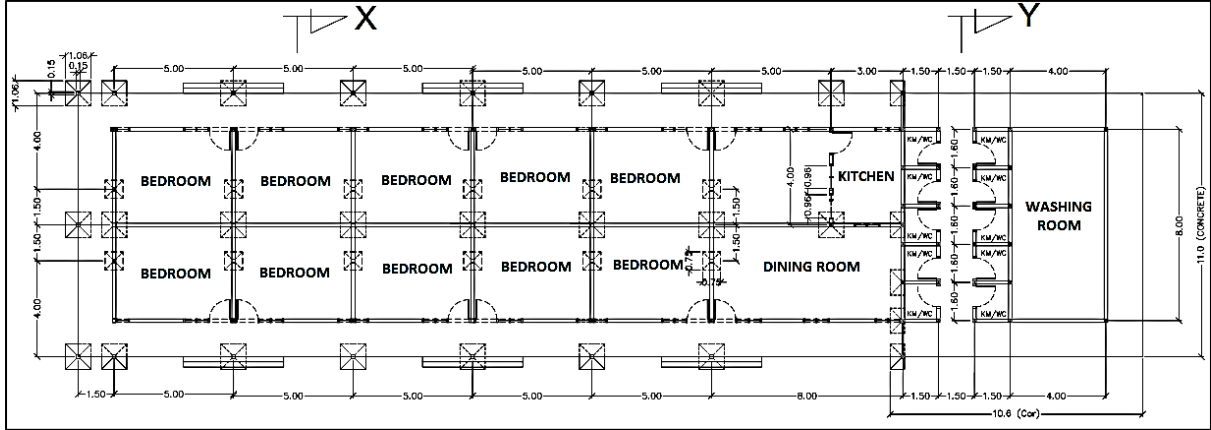 X
Y
1.06
0.15
0.15
1.06
5.00
5.00
5.00
5.00
5.00
5.00
3.00
1.50
1.50
1.50
4.00
KM/WC
KM/WC
KM/WC
KM/WC
4.00
1.60
BEDROOM
BEDROOM
BEDROOM
BEDROOM
BEDROOM
4.00
0.96
0.96
KITCHEN
1.60
1.50
1.50
1.50
1.50
WASHING
ROOM
8.00
11.0 (CONCRETE)
KM/WC
KM/WC
1.60
BEDROOM
BEDROOM
BEDROOM
BEDROOM
BEDROOM
0.75
0.75
DINING ROOM
4.00
1.60
KM/WC
KM/WC
1.50
5.00
5.00
5.00
5.00
5.00
8.00
1.50
1.50
1.50
4.00
10.6 (Cor)